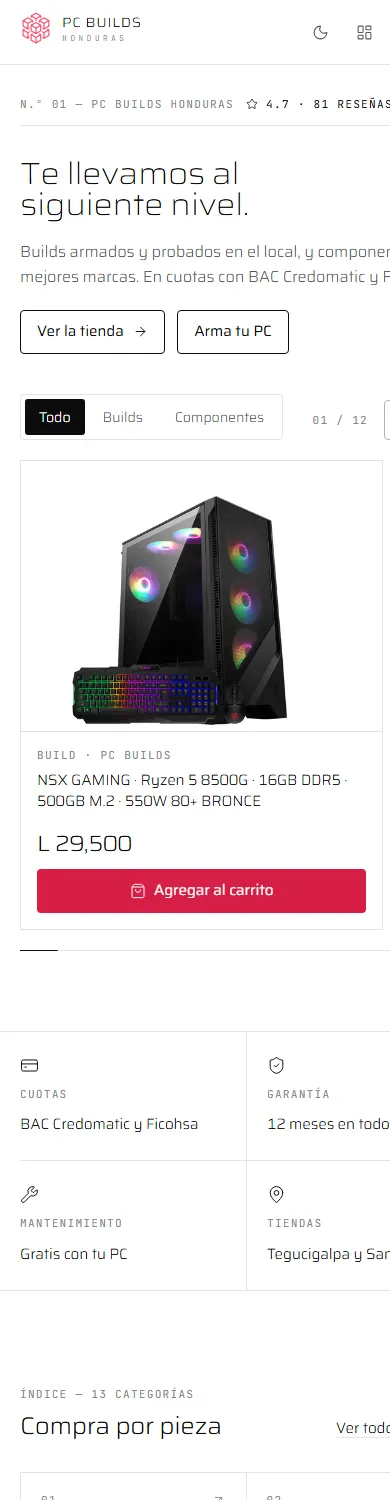 PC BUILDS
HONDURAS
N.° 01 — PC BUILDS HONDURAS 4.7 · 81 RESEÑAS
Te llevamos al
siguiente nivel.
Builds armados y probados en el local, y
mejores marcas. En cuotas con BAC Credomatic y
Ver la tienda → Arma tu PC
Todo Builds Componentes 01 / 12
BUILD · PC BUILDS
NSX GAMING · Ryzen 5 8500G · 16GB DDR5 ·
500GB M.2 · 550W 80+ BRONCE
L 29,500
Agregar al carrito
CUOTAS
BAC Credomatic y Ficohsa
GARANTÍA
12 meses en todo
MANTENIMIENTO
Gratis con tu PC
TIENDAS
Tegucigalpa y San
ÍNDICE — 13 CATEGORÍAS
Compra por pieza Ver todo